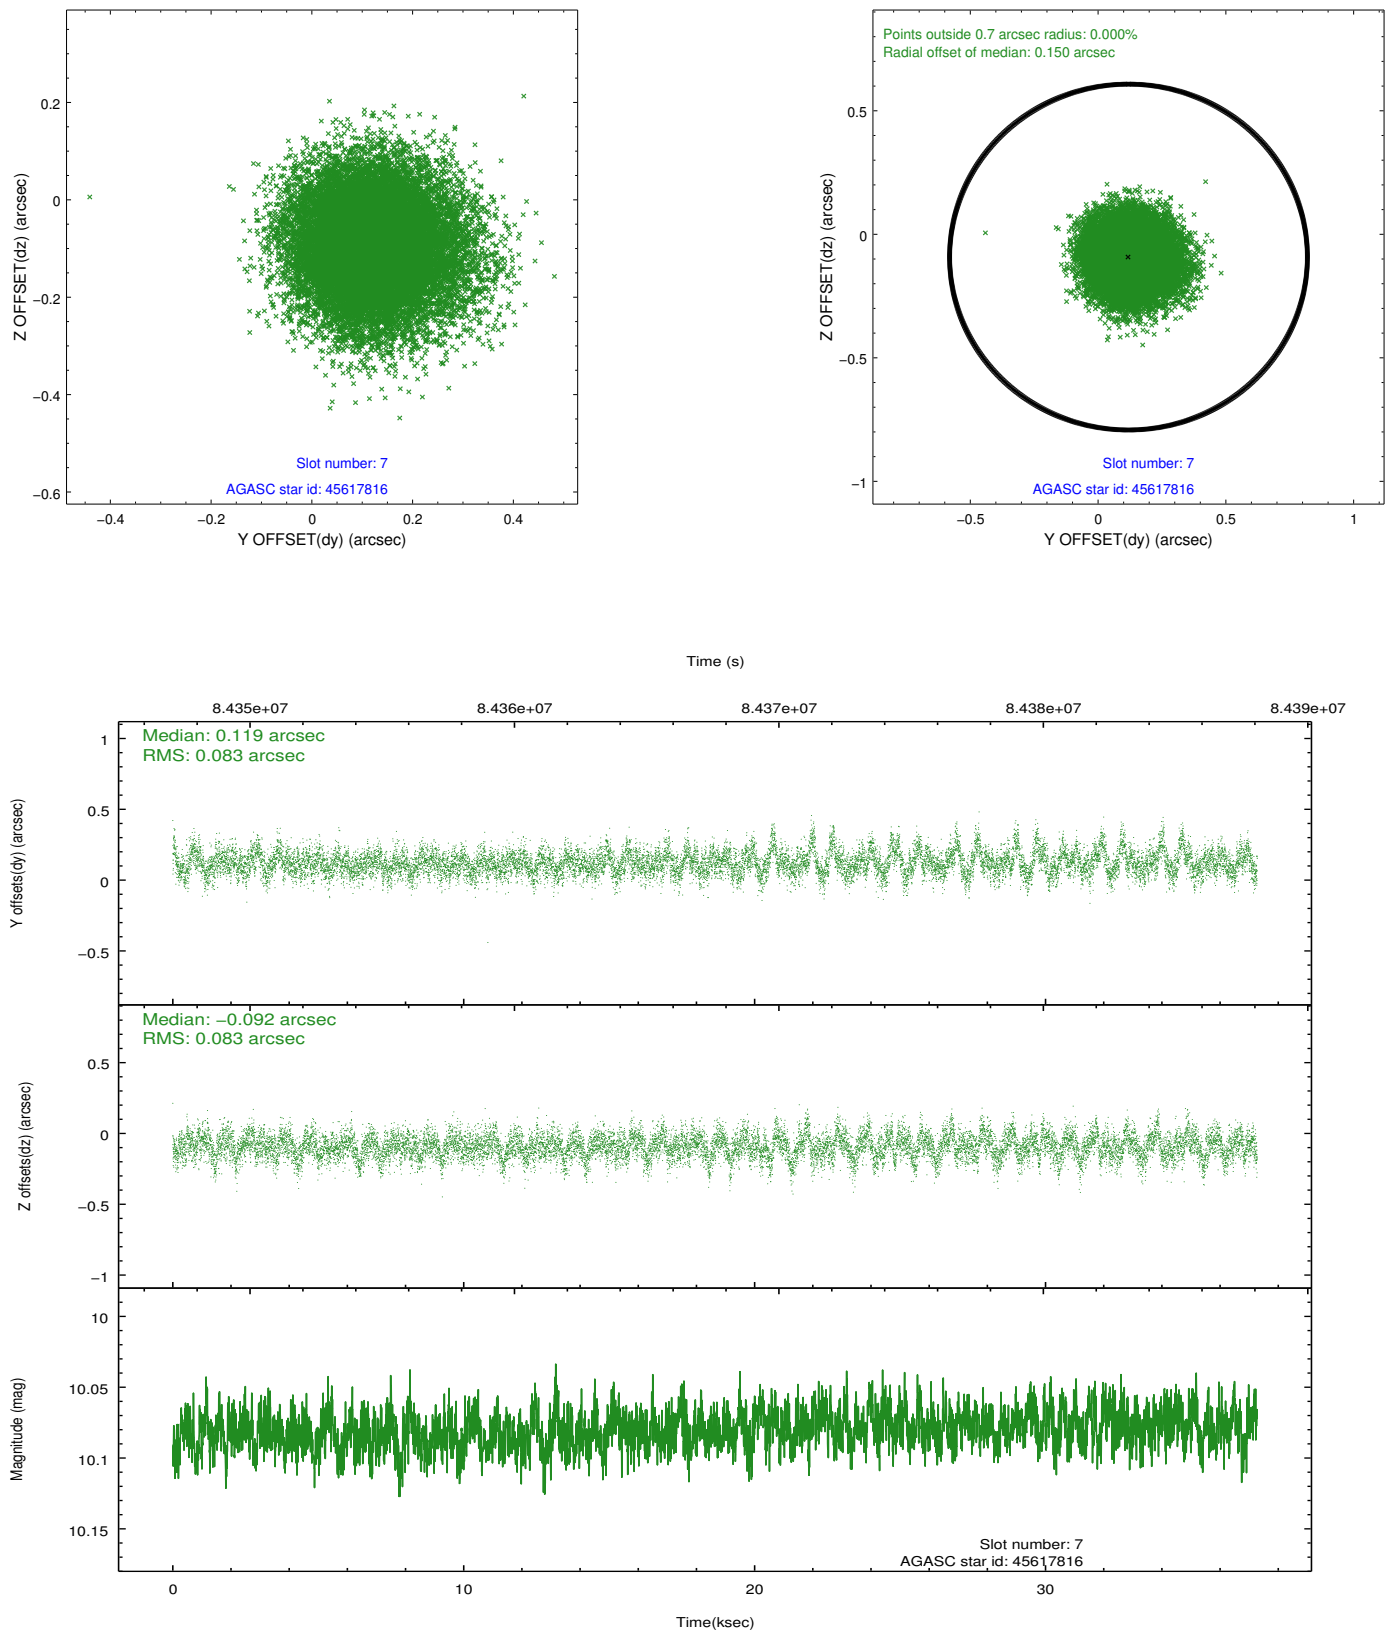 0.2
0
−0.2
−0.4
−0.6
Z OFFSET(dz) (arcsec)
Slot number: 7
AGASC star id: 45617816
−0.4
−0.2
0
0.2
0.4
Y OFFSET(dy) (arcsec)
Points outside 0.7 arcsec radius: 0.000%
Radial offset of median: 0.150 arcsec
0.5
0
−0.5
−1
Z OFFSET(dz) (arcsec)
Slot number: 7
AGASC star id: 45617816
−0.5
0
0.5
1
Y OFFSET(dy) (arcsec)
Time (s)
8.435e+07
8.436e+07
8.437e+07
8.438e+07
8.439e+07
Median: 0.119 arcsec
RMS: 0.083 arcsec
1
0.5
0
−0.5
Y offsets(dy) (arcsec)
Median: −0.092 arcsec
RMS: 0.083 arcsec
0.5
0
−0.5
−1
Z offsets(dz) (arcsec)
10
10.05
10.1
10.15
Magnitude (mag)
Slot number: 7
AGASC star id: 45617816
0
10
20
30
Time(ksec)